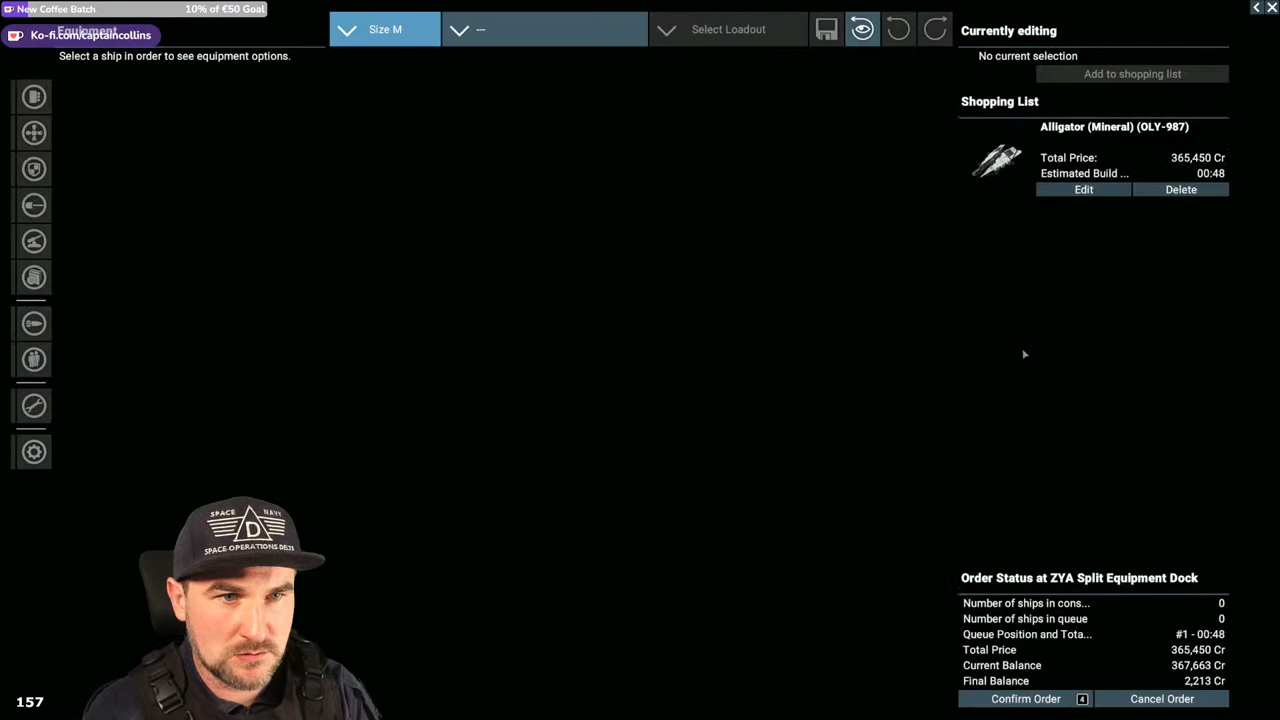 New Coffee Batch 10% of €50 Goal
Ko-fi.com/captaincollins
Equipment
Select a ship in order to see equipment options.
Size M
---
Select Loadout
Currently editing
No current selection
Add to shopping list
Shopping List
Alligator (Mineral) (OLY-987)
Total Price: 365,450 Cr
Estimated Build ... 00:48
Edit Delete
SPACE NAVY
D
SPACE OPERATIONS DELTA
Order Status at ZYA Split Equipment Dock
Number of ships in cons... 0
Number of ships in queue 0
Queue Position and Tota... #1 - 00:48
Total Price 365,450 Cr
Current Balance 367,663 Cr
Final Balance 2,213 Cr
Confirm Order 4 Cancel Order
157